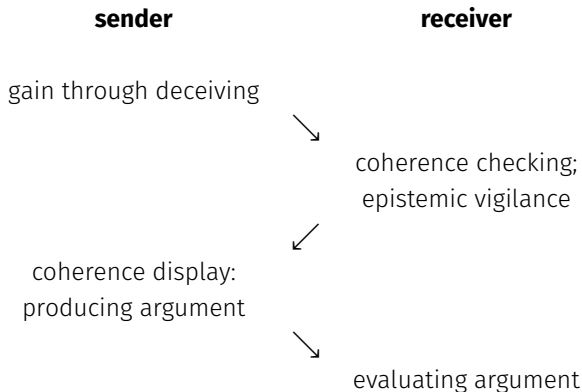 sender receiver
gain through deceiving
coherence checking;
epistemic vigilance
coherence display:
producing argument
evaluating argument